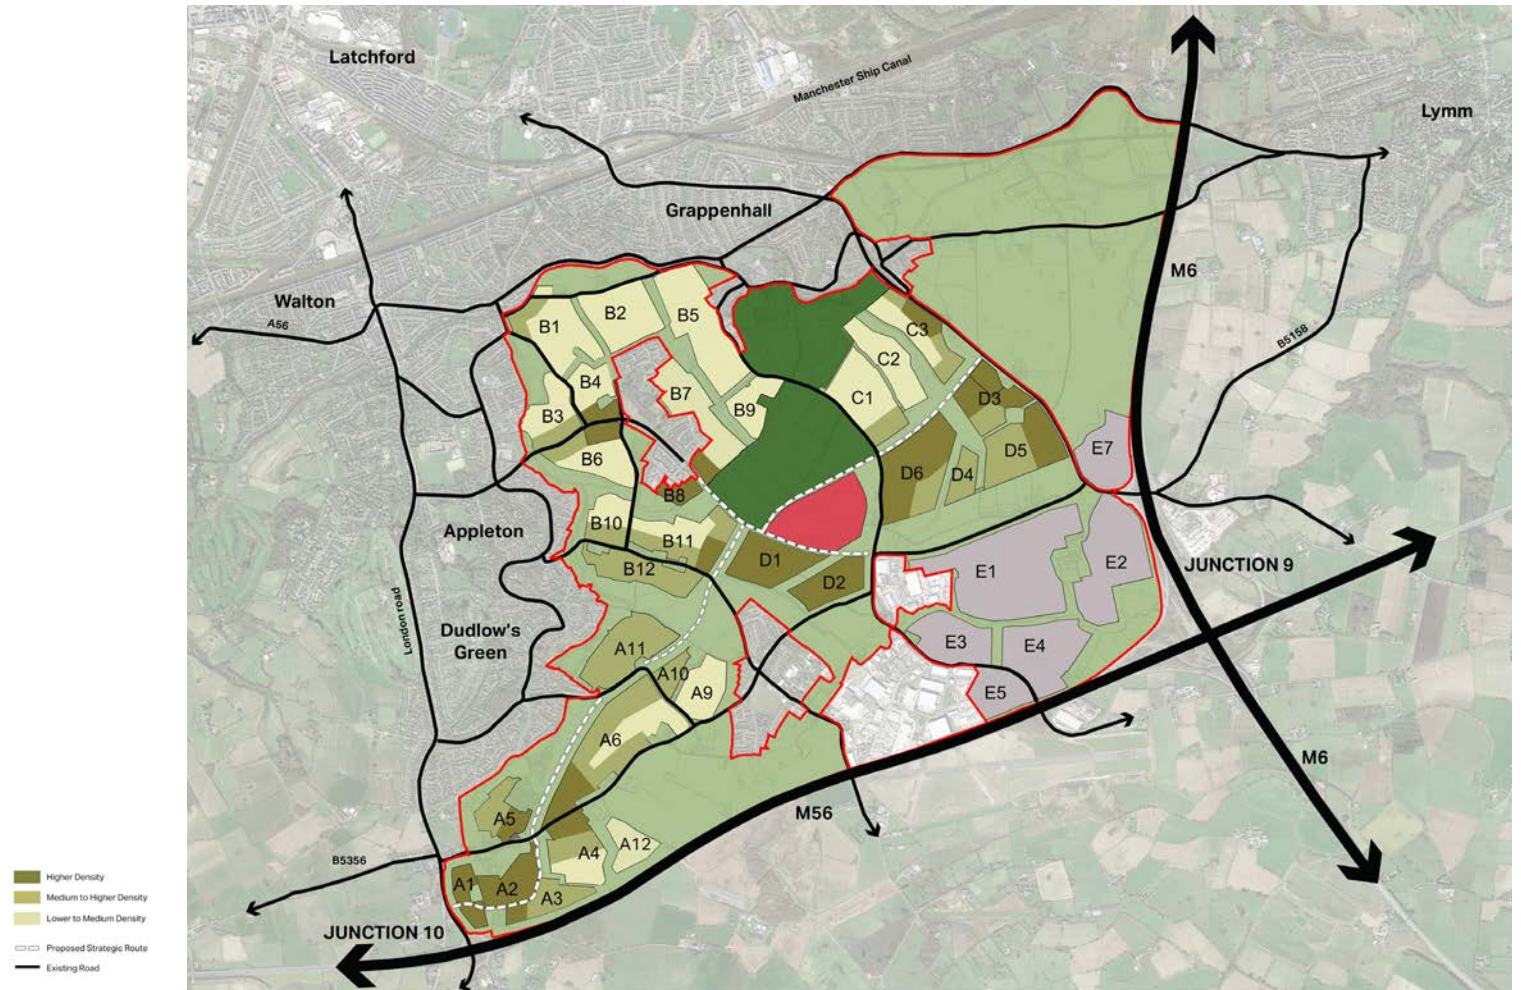 Latchford
Manchester Ship Canal
Lymm
Grappenhall
Walton
A56
M6
B5158
B1
B2
B5
C3
C2
B4
B7
C1
D3
B3
B9
B6
D6
D4
D5
E7
B8
B10
B11
Appleton
D1
E1
E2
JUNCTION 9
B12
D2
London road
Dudlow's
Green
A11
E3
E4
A10
A9
E5
A6
M6
M56
A5
A4
A12
B5356
A1
A2
A3
JUNCTION 10
Higher Density
Medium to Higher Density
Lower to Medium Density
Proposed Strategic Route
Existing Road